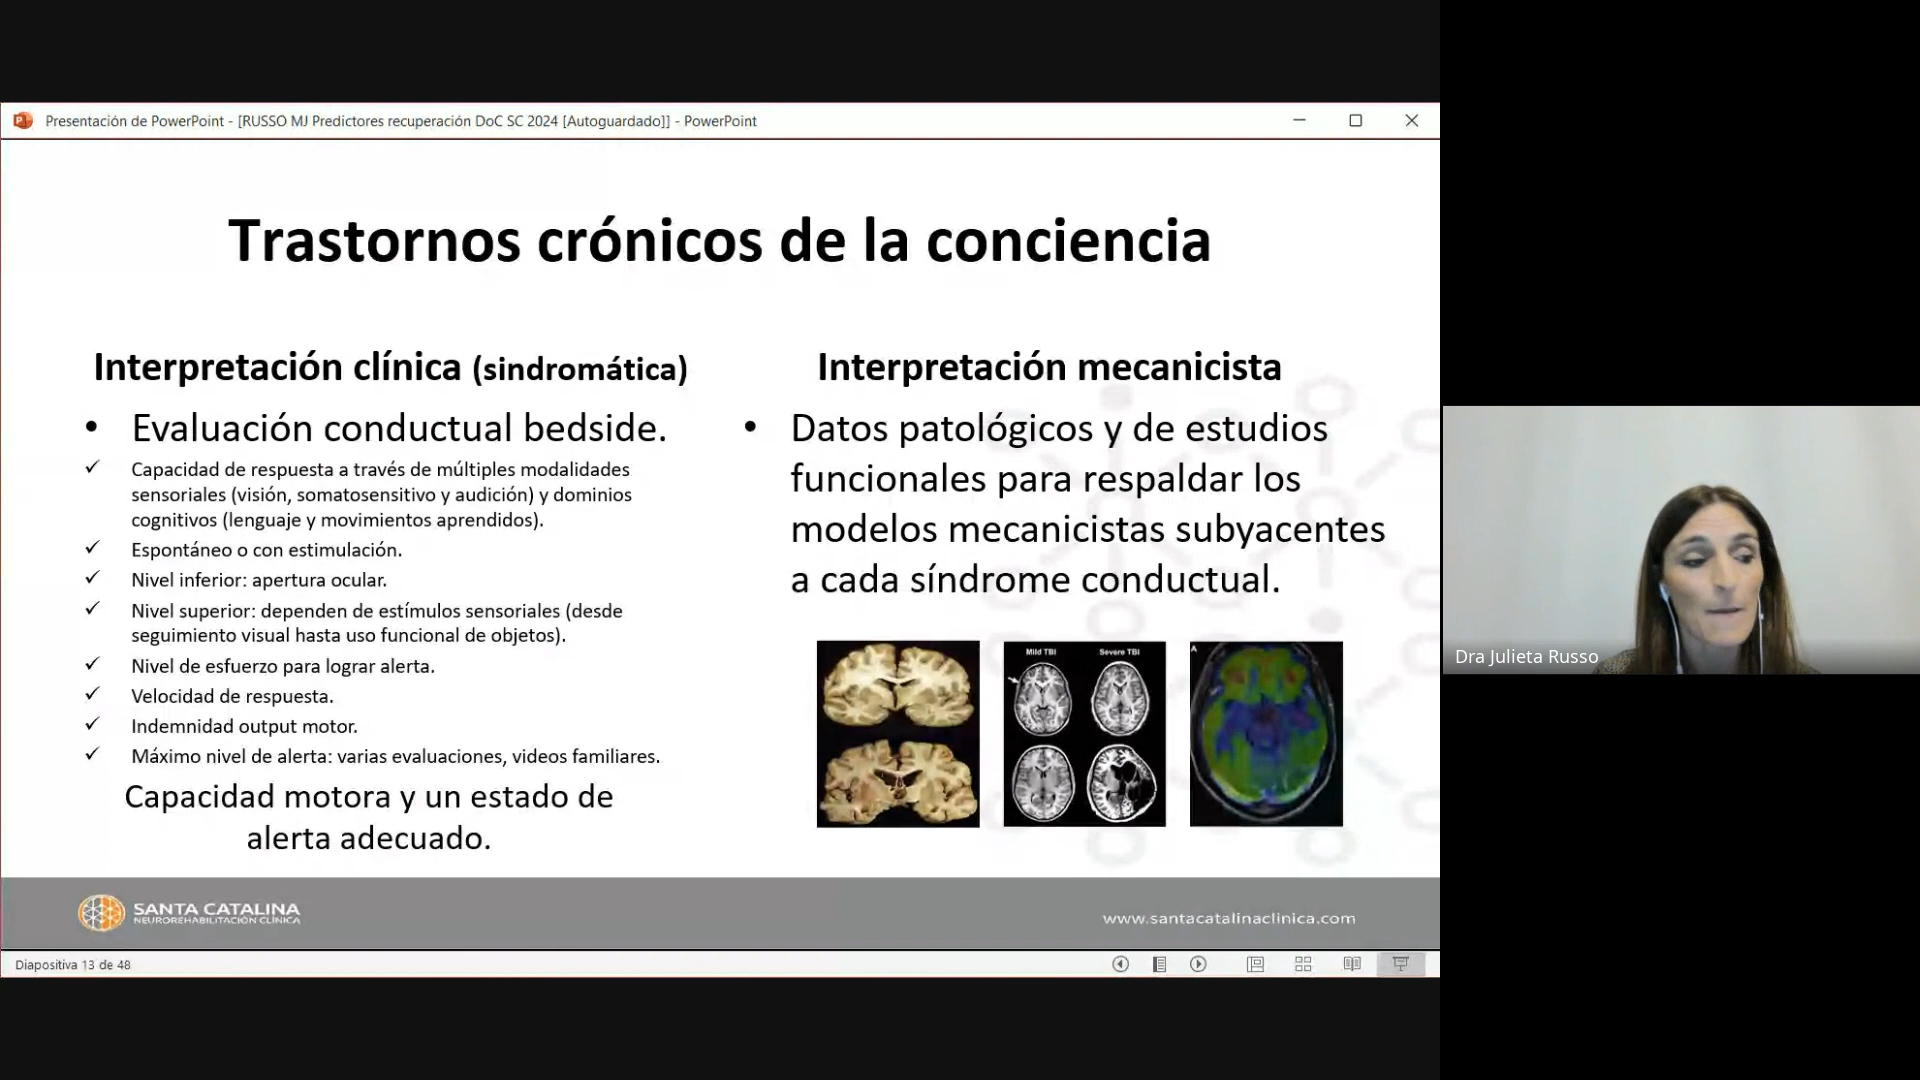 Presentación de PowerPoint - [RUSSO MJ Predictores recuperación DoC SC 2024 [Autoguardado]] - PowerPoint
Trastornos crónicos de la conciencia
Interpretación clínica (sindromática)
• Evaluación conductual bedside.
✓ Capacidad de respuesta a través de múltiples modalidades
sensoriales (visión, somatosensitivo y audición) y dominios
cognitivos (lenguaje y movimientos aprendidos).
✓ Espontáneo o con estimulación.
✓ Nivel inferior: apertura ocular.
✓ Nivel superior: dependen de estímulos sensoriales (desde
seguimiento visual hasta uso funcional de objetos).
✓ Nivel de esfuerzo para lograr alerta.
✓ Velocidad de respuesta.
✓ Indemnidad output motor.
✓ Máximo nivel de alerta: varias evaluaciones, videos familiares.
Capacidad motora y un estado de
alerta adecuado.
Interpretación mecanicista
• Datos patológicos y de estudios
funcionales para respaldar los
modelos mecanicistas subyacentes
a cada síndrome conductual.
Mild TBI
Severe TBI
A
SANTA CATALINA
NEUROREHABILITACIÓN CLÍNICA
www.santacatalinaclinica.com
Diapositiva 13 de 48
Dra Julieta Russo